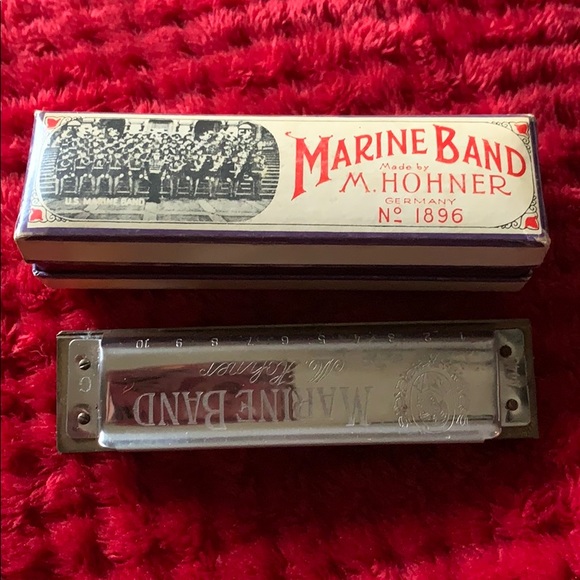 MARINE BAND
Made by
M. HOHNER
GERMANY
Nº 1896
U.S. MARINE BAND
10 9 8 7 6 5 4 3 2 1
C
M. Hohner
MARINE BAND